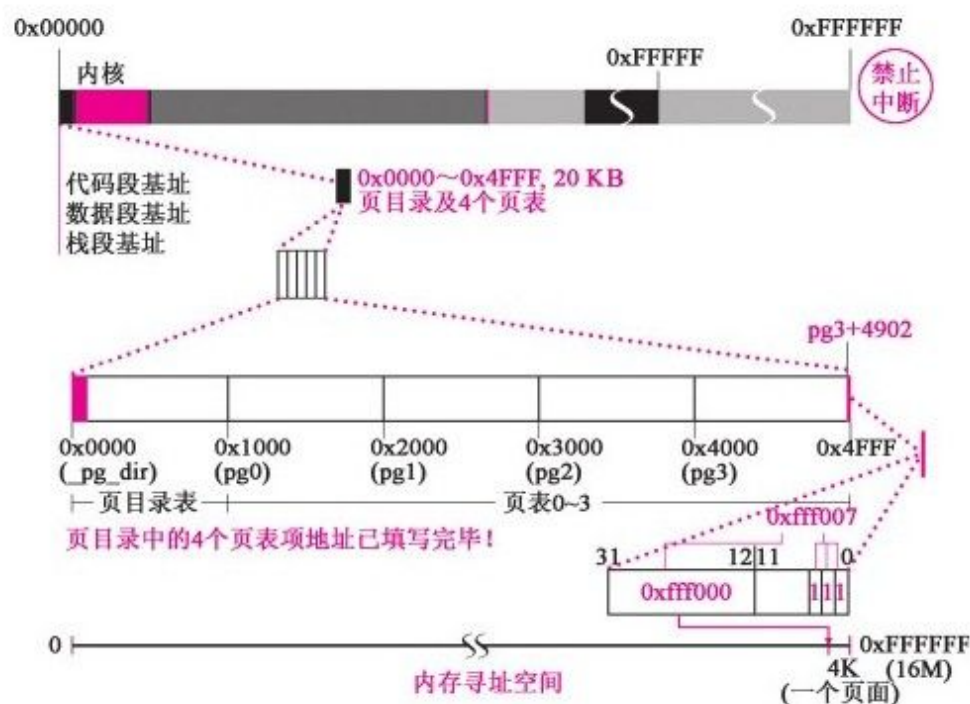 0x00000
0xFFFFFF
0xFFFFF
内核
禁止
中断
代码段基址
数据段基址
栈段基址
0x0000～0x4FFF, 20 KB
页目录及4个页表
pg3+4902
0x0000
(_pg_dir)
0x1000
(pg0)
0x2000
(pg1)
0x3000
(pg2)
0x4000
(pg3)
0x4FFF
页目录表
页表0~3
页目录中的4个页表项地址已填写完毕！
0xfff007
31
12
11
0
0xfff000
1
1
1
0
0xFFFFFF
(16M)
4K
(一个页面)
内存寻址空间